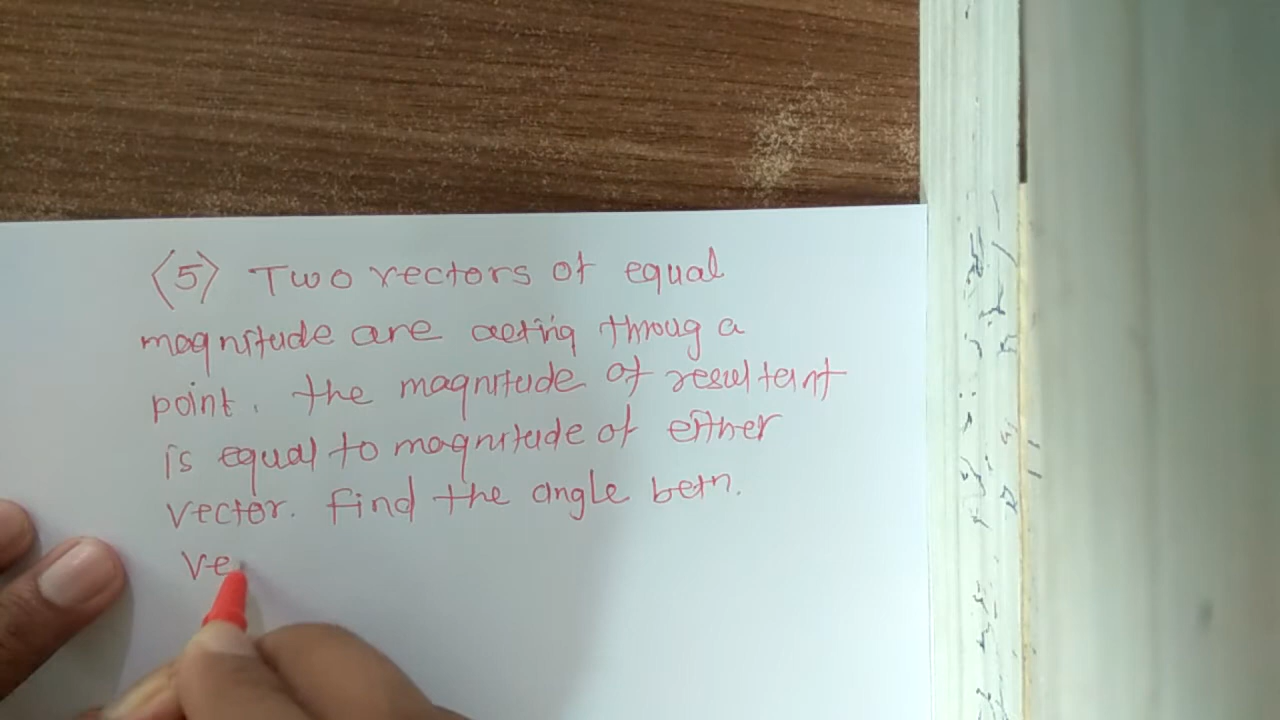 (5) Two vectors of equal
magnitude are acting throug a
point. the magnitude of resultant
is equal to magnitude of either
vector. find the angle betn.
Ve